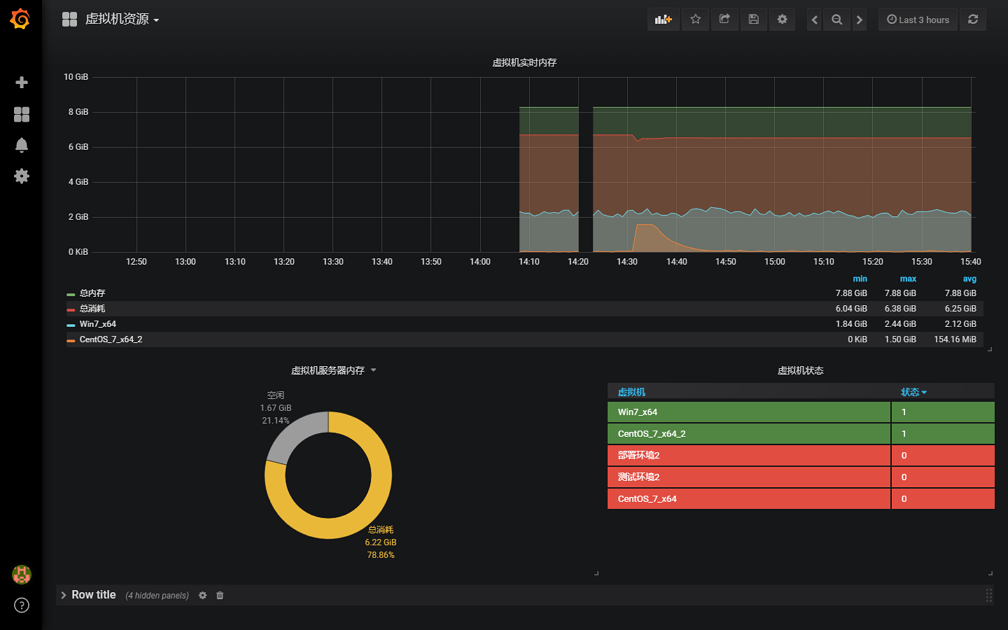 虚拟机资源
Last 3 hours
虚拟机实时内存
10 GiB
8 GiB
6 GiB
4 GiB
2 GiB
0 KiB
12:50 13:00 13:10 13:20 13:30 13:40 13:50 14:00 14:10 14:20 14:30 14:40 14:50 15:00 15:10 15:20 15:30 15:40
min max avg
总内存 7.88 GiB 7.88 GiB 7.88 GiB
总消耗 6.04 GiB 6.38 GiB 6.25 GiB
Win7_x64 1.84 GiB 2.44 GiB 2.12 GiB
CentOS_7_x64_2 0 KiB 1.50 GiB 154.16 MiB
虚拟机服务器内存
空闲
1.67 GiB
21.14%
总消耗
6.22 GiB
78.86%
虚拟机状态
虚拟机 状态
Win7_x64 1
CentOS_7_x64_2 1
部署环境2 0
测试环境2 0
CentOS_7_x64 0
Row title (4 hidden panels)